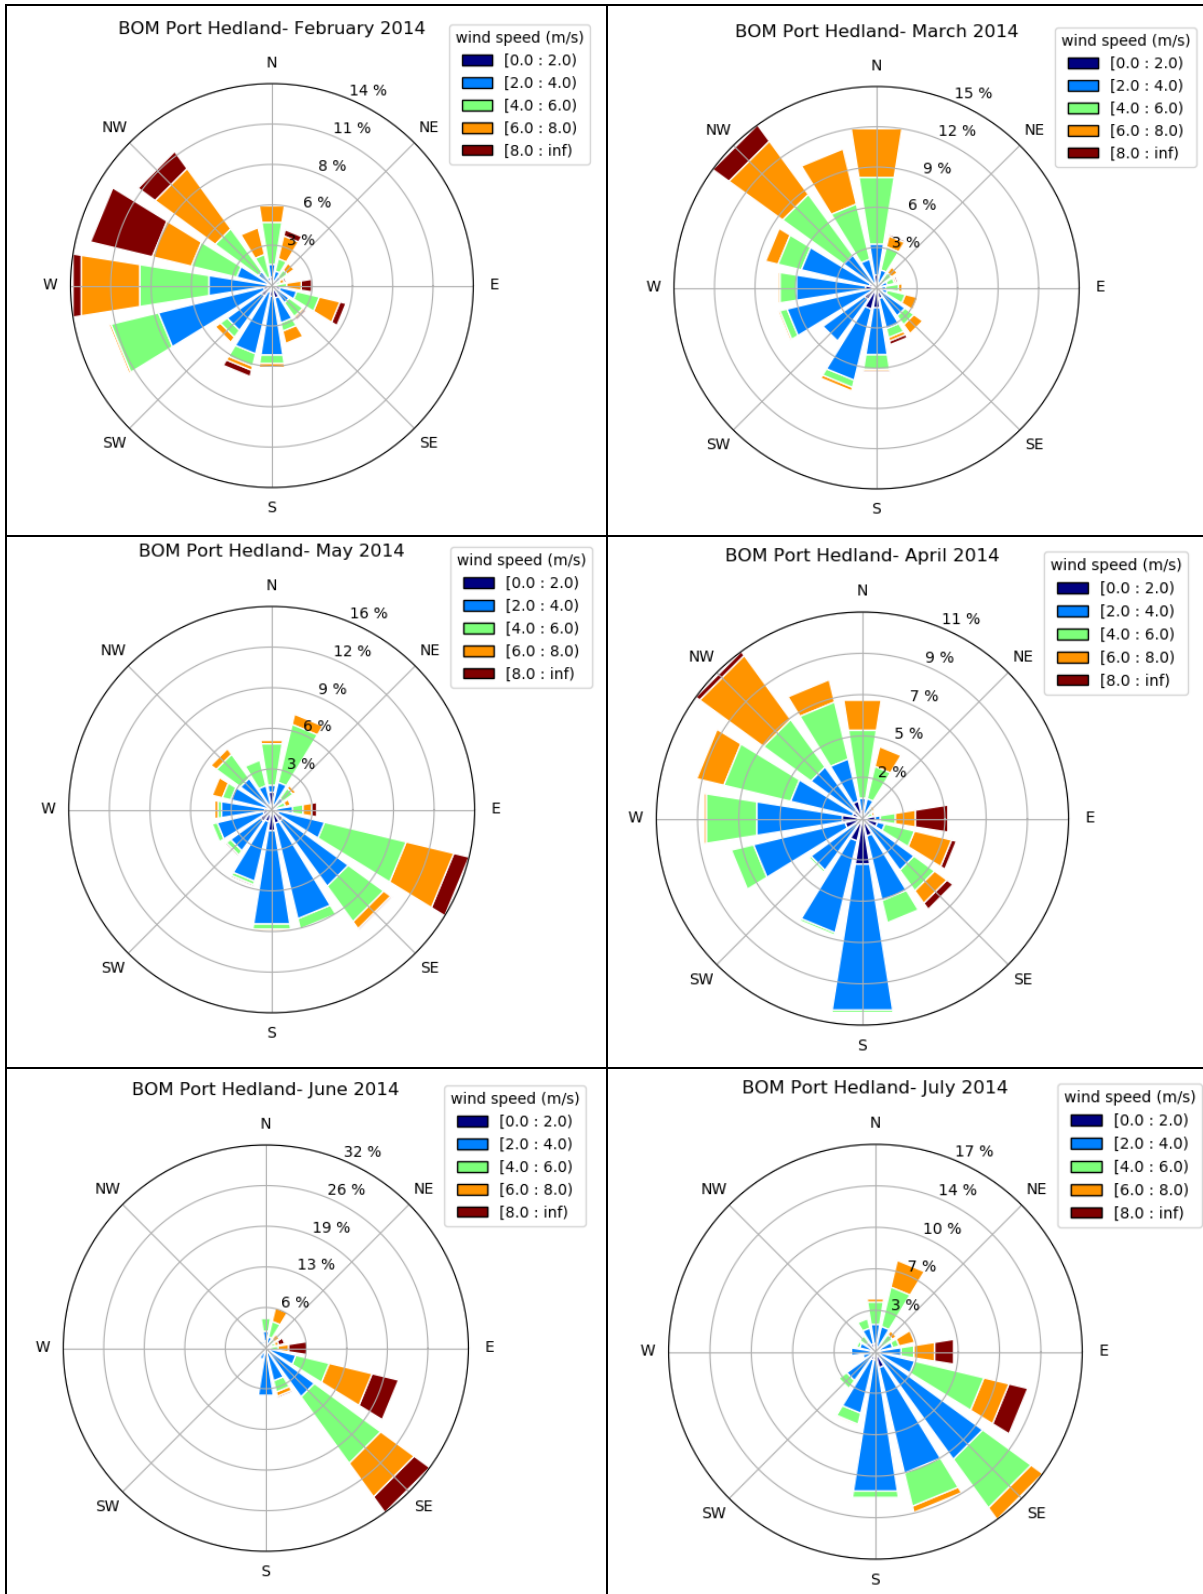 BOM Port Hedland- February 2014
wind speed (m/s)
[0.0 : 2.0)
[2.0 : 4.0)
[4.0 : 6.0)
[6.0 : 8.0)
[8.0 : inf)
N
NE
E
SE
S
SW
W
NW
14 %
11 %
8 %
6 %
3 %
BOM Port Hedland- March 2014
wind speed (m/s)
[0.0 : 2.0)
[2.0 : 4.0)
[4.0 : 6.0)
[6.0 : 8.0)
[8.0 : inf)
N
NE
E
SE
S
SW
W
NW
15 %
12 %
9 %
6 %
3 %
BOM Port Hedland- May 2014
wind speed (m/s)
[0.0 : 2.0)
[2.0 : 4.0)
[4.0 : 6.0)
[6.0 : 8.0)
[8.0 : inf)
N
NE
E
SE
S
SW
W
NW
16 %
12 %
9 %
6 %
3 %
BOM Port Hedland- April 2014
wind speed (m/s)
[0.0 : 2.0)
[2.0 : 4.0)
[4.0 : 6.0)
[6.0 : 8.0)
[8.0 : inf)
N
NE
E
SE
S
SW
W
NW
11 %
9 %
7 %
5 %
2 %
BOM Port Hedland- June 2014
wind speed (m/s)
[0.0 : 2.0)
[2.0 : 4.0)
[4.0 : 6.0)
[6.0 : 8.0)
[8.0 : inf)
N
NE
E
SE
S
SW
W
NW
32 %
26 %
19 %
13 %
6 %
BOM Port Hedland- July 2014
wind speed (m/s)
[0.0 : 2.0)
[2.0 : 4.0)
[4.0 : 6.0)
[6.0 : 8.0)
[8.0 : inf)
N
NE
E
SE
S
SW
W
NW
17 %
14 %
10 %
7 %
3 %